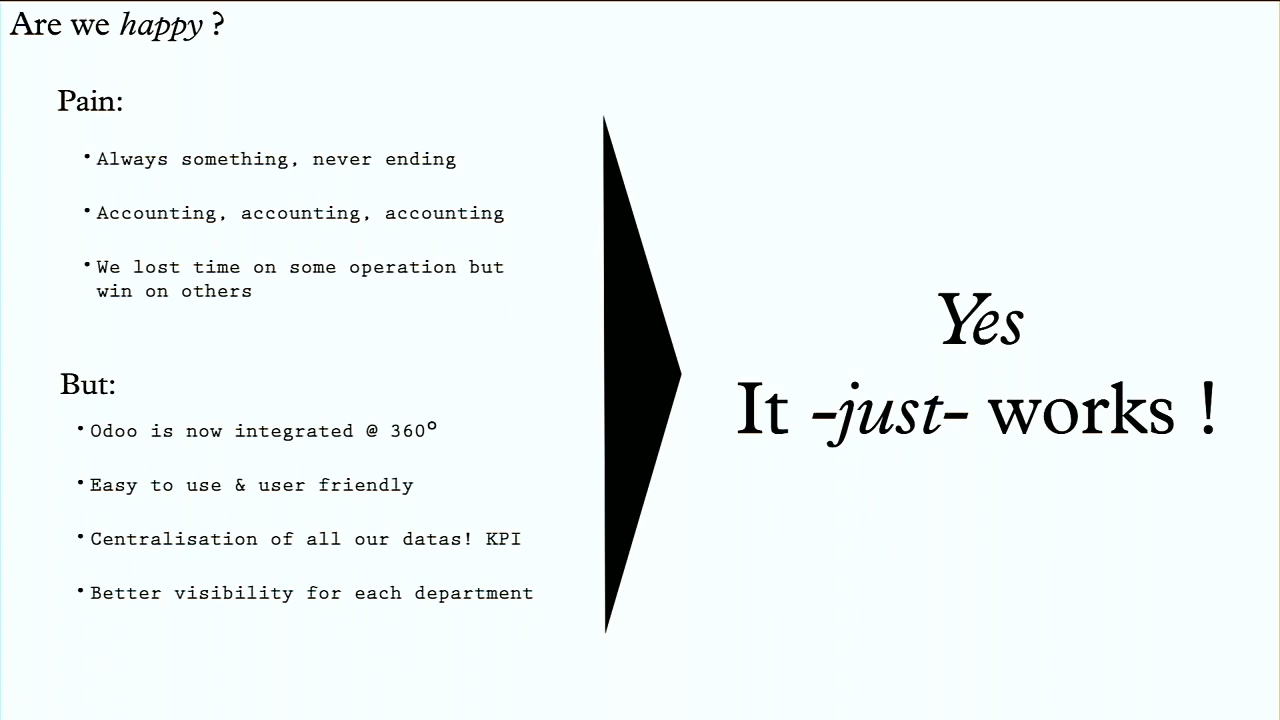 Are we happy ?
Pain:
• Always something, never ending
• Accounting, accounting, accounting
• We lost time on some operation but
win on others
But:
• Odoo is now integrated @ 360°
• Easy to use & user friendly
• Centralisation of all our datas! KPI
• Better visibility for each department
Yes
It -just- works !